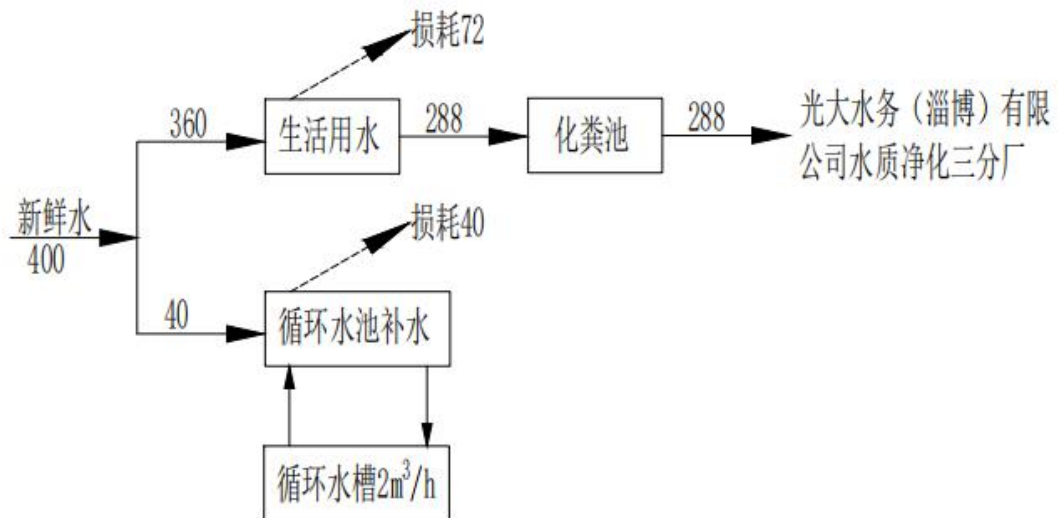 损耗72
360
生活用水
288
化粪池
288
光大水务（淄博）有限
公司水质净化三分厂
新鲜水
400
损耗40
40
循环水池补水
循环水槽2m³/h